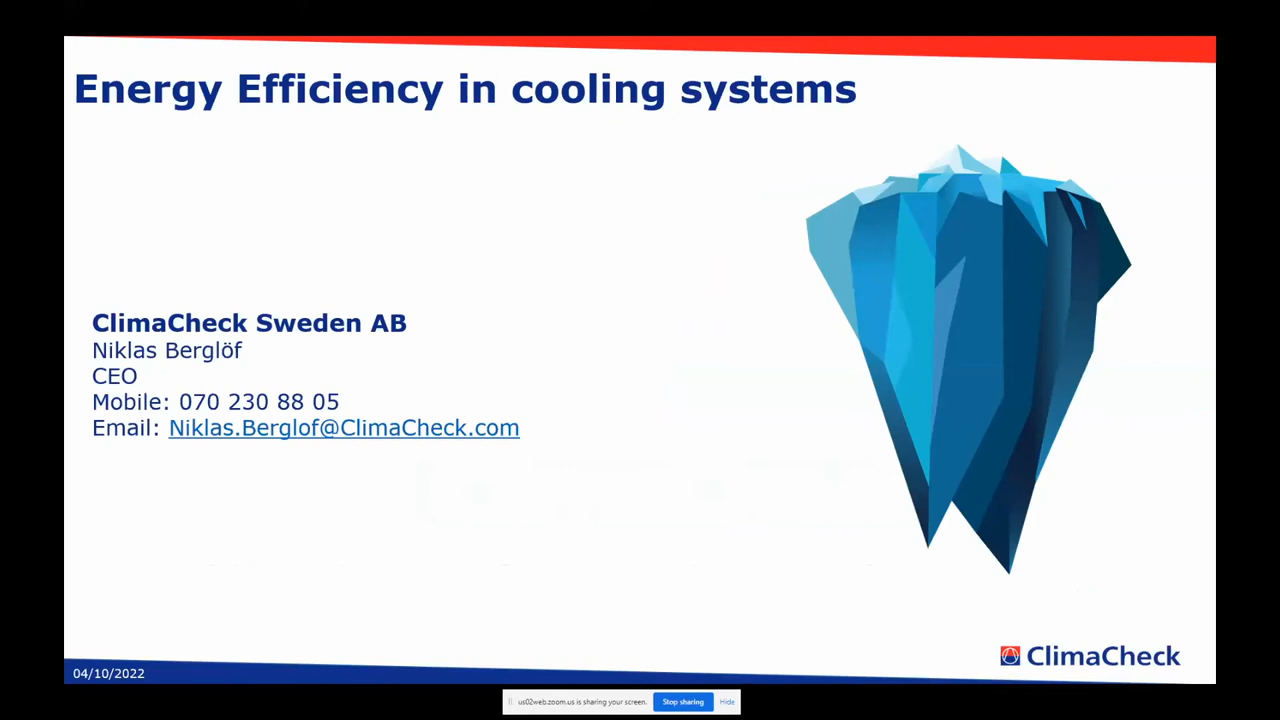 Energy Efficiency in cooling systems
ClimaCheck Sweden AB
Niklas Berglöf
CEO
Mobile: 070 230 88 05
Email: Niklas.Berglof@ClimaCheck.com
ClimaCheck
04/10/2022
us02web.zoom.us is sharing your screen. Stop sharing Hide